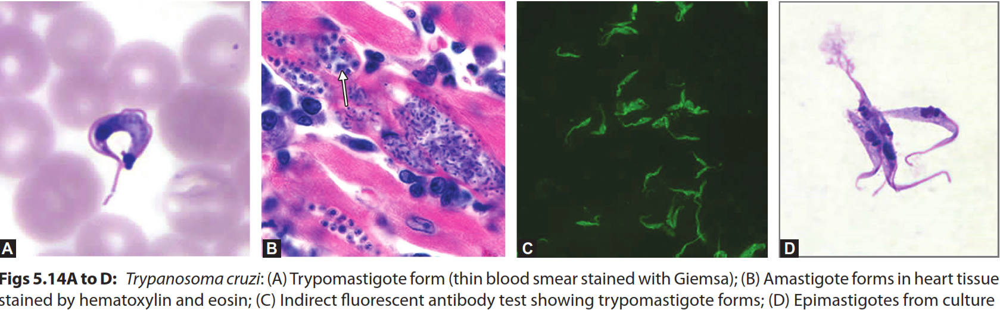 A
B
C
D
Figs 5.14A to D: Trypanosoma cruzi: (A) Trypomastigote form (thin blood smear stained with Giemsa); (B) Amastigote forms in heart tissue
stained by hematoxylin and eosin; (C) Indirect fluorescent antibody test showing trypomastigote forms; (D) Epimastigotes from culture